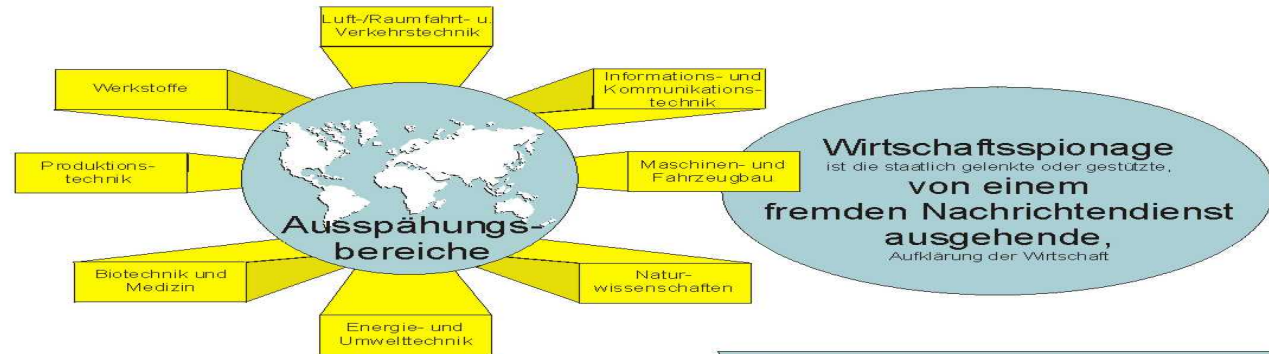 Luft-/Raumfahrt- u.
Verkehrstechnik
Werkstoffe
Informations- und
Kommunikations-
technik
Produktions-
technik
Maschinen- und
Fahrzeugbau
Ausspähungs-
bereiche
Biotechnik und
Medizin
Natur-
wissenschaften
Energie- und
Umwelttechnik
Wirtschaftsspionage
ist die staatlich gelenkte oder gestützte,
von einem
fremden Nachrichtendienst
ausgehende,
Aufklärung der Wirtschaft